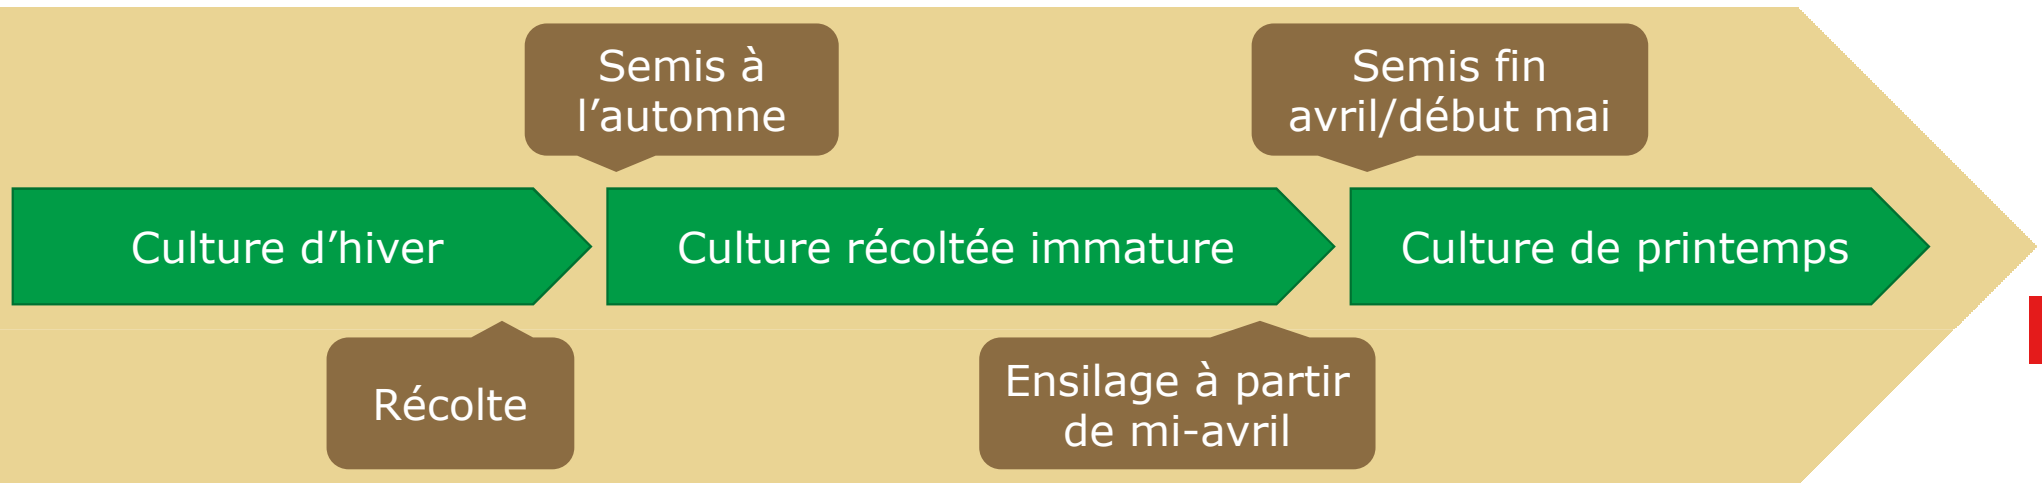 Semis à
l’automne
Semis fin
avril/début mai
Culture d’hiver
Culture récoltée immature
Culture de printemps
Récolte
Ensilage à partir
de mi-avril